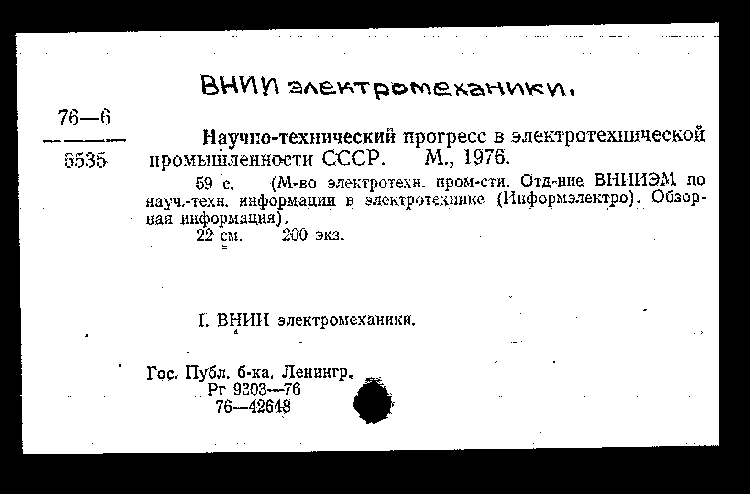 ВНИИ электромеханики.
76—6
6535
Научно-технический прогресс в электротехнической
промышленности СССР. М., 1976.
59 с. (М-во электротехн. пром-сти. Отд-ние ВНИИЭМ по
науч.-техн. информации в электротехнике (Информэлектро). Обзор-
ная информация).
22 см. 200 экз.
I. ВНИИ электромеханики.
Гос. Публ. б-ка. Ленингр.
Рг 9303—76
76—42648